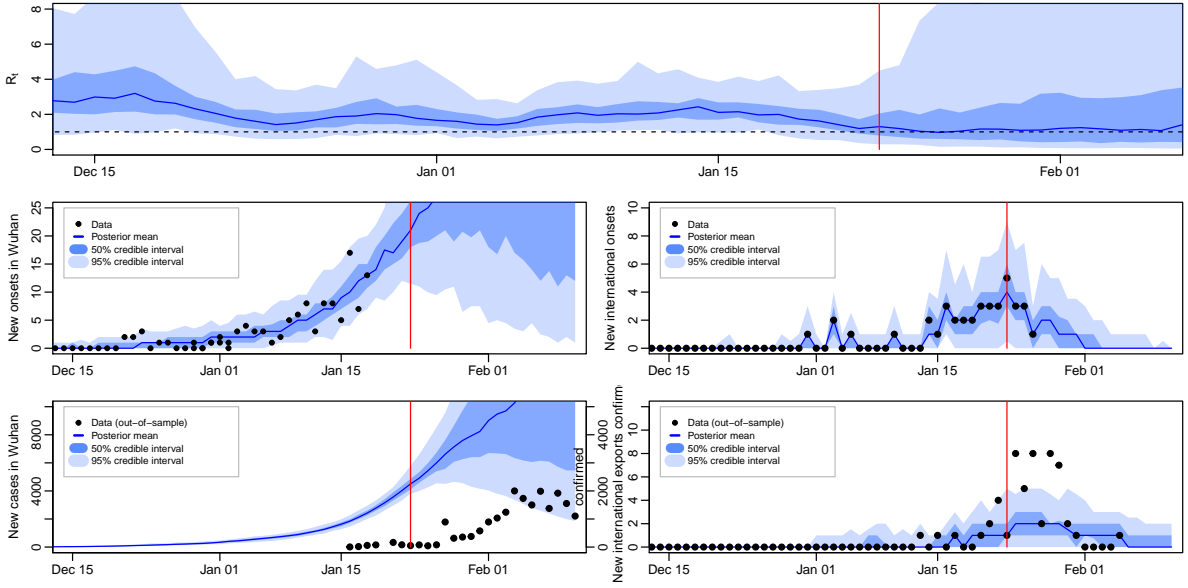 8
6
4
2
0
R_t
Dec 15
Jan 01
Jan 15
Feb 01
25
20
15
10
5
0
New onsets in Wuhan
Data
Posterior mean
50% credible interval
95% credible interval
Dec 15
Jan 01
Jan 15
Feb 01
10
8
6
4
2
0
New international onsets
Data
Posterior mean
50% credible interval
95% credible interval
Dec 15
Jan 01
Jan 15
Feb 01
8000
4000
0
New cases in Wuhan
Data (out−of−sample)
Posterior mean
50% credible interval
95% credible interval
4000
2000
0
confirmed
Dec 15
Jan 01
Jan 15
Feb 01
12
8
6
4
2
0
New international exports confirm
Data (out−of−sample)
Posterior mean
50% credible interval
95% credible interval
Dec 15
Jan 01
Jan 15
Feb 01